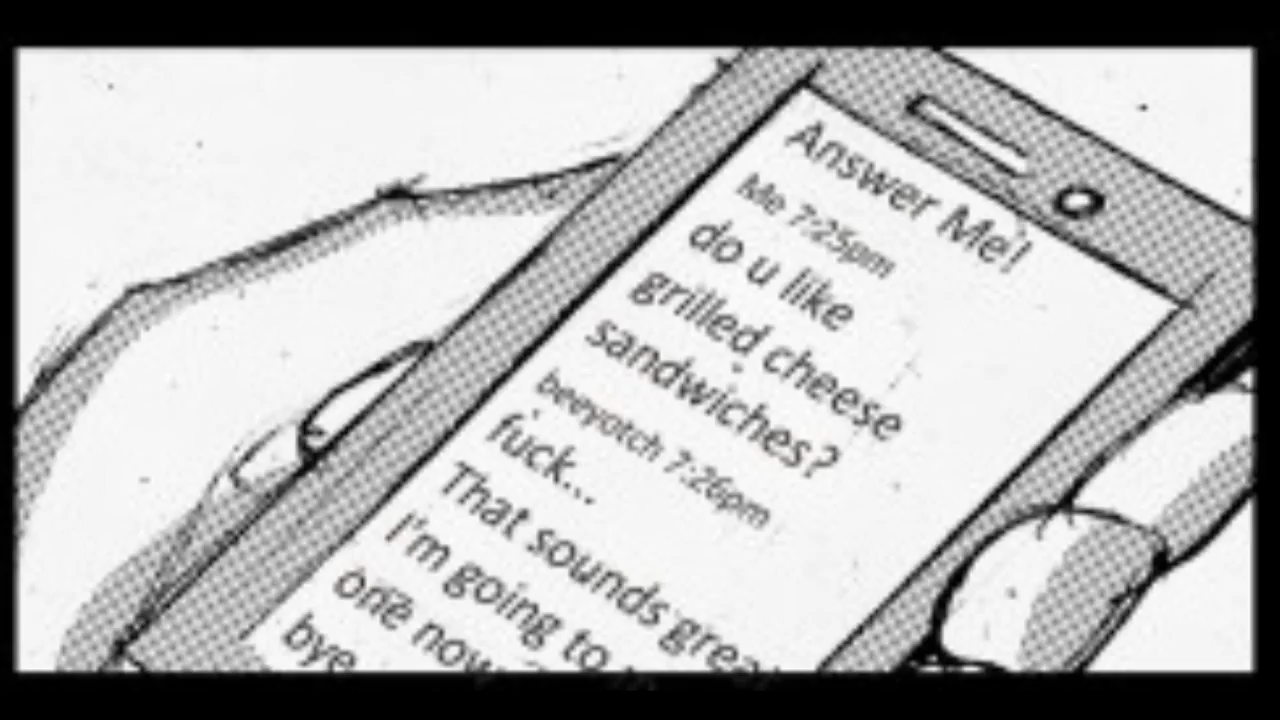 Answer Me!
Me 7:25pm
do u like
grilled cheese
sandwiches?
beeyotch 7:26pm
fuck...
That sounds great
I'm going to
one now
bye